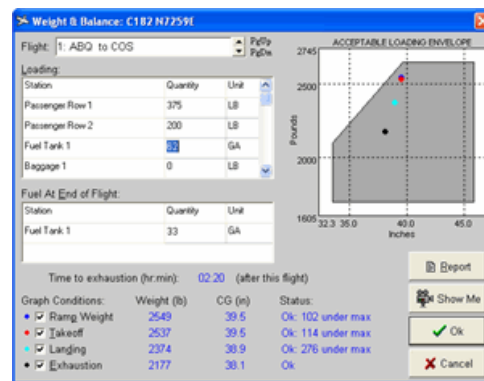 Weight & Balance: C182 N7259E
Flight: 1: ABQ to COS PgUp PgDn
Loading:
Station Quantity Unit
Passenger Row 1 375 LB
Passenger Row 2 200 LB
Fuel Tank 1 62 GA
Baggage 1 0 LB
Fuel At End of Flight:
Station Quantity Unit
Fuel Tank 1 33 GA
Time to exhaustion (hr:min): 02:20 (after this flight)
Graph Conditions: Weight (lb) CG (in) Status:
Ramp Weight 2549 39.5 Ok: 102 under max
Takeoff 2537 39.5 Ok: 114 under max
Landing 2374 38.9 Ok: 276 under max
Exhaustion 2177 38.1 Ok
ACCEPTABLE LOADING ENVELOPE
2745
2500
Pounds
2000
1605
32.3 35.0 40.0 45.0
Inches
Report
Show Me
Ok
Cancel